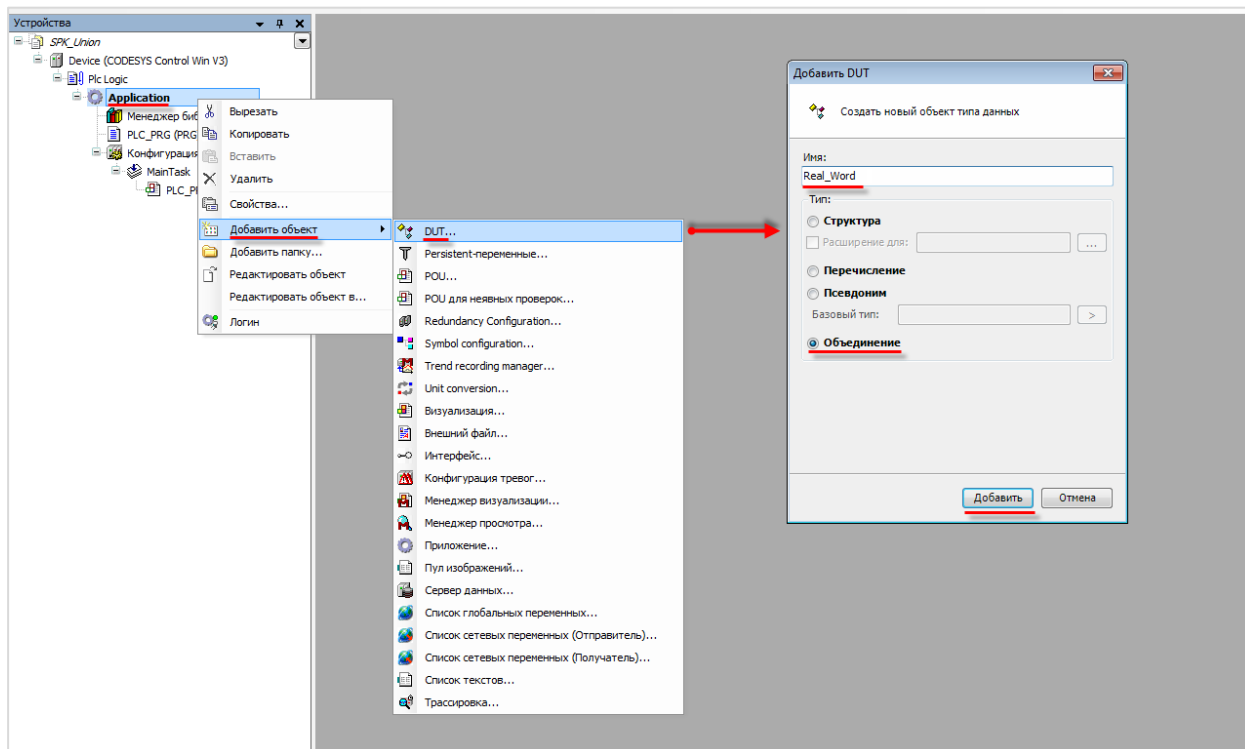 Устройства
SPK_Union
Device (CODESYS Control Win V3)
Plc Logic
Application
Менеджер биб
PLC_PRG (PRG
Конфигурация
MainTask
PLC_P
Вырезать
Копировать
Вставить
Удалить
Свойства...
Добавить объект
Добавить папку...
Редактировать объект
Редактировать объект в...
Логин
DUT...
Persistent-переменные...
POU...
POU для неявных проверок...
Redundancy Configuration...
Symbol configuration...
Trend recording manager...
Unit conversion...
Визуализация...
Внешний файл...
Интерфейс...
Конфигурация тревог...
Менеджер визуализации...
Менеджер просмотра...
Приложение...
Пул изображений...
Сервер данных...
Список глобальных переменных...
Список сетевых переменных (Отправитель)...
Список сетевых переменных (Получатель)...
Список текстов...
Трассировка...
Добавить DUT
Создать новый объект типа данных
Имя:
Real_Word
Тип:
Структура
Расширение для:
...
Перечисление
Псевдоним
Базовый тип:
>
Объединение
Добавить
Отмена